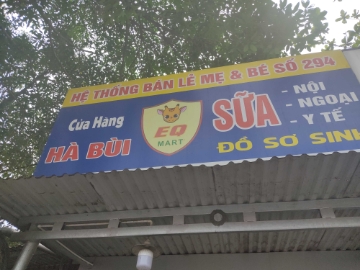 HỆ THỐNG BÁN LẺ MẸ & BÉ SỐ 294
Cửa Hàng
HÀ BÙI
EQ
MART
SỮA
- NỘI
- NGOẠI
- Y TẾ
ĐỒ SƠ SINH